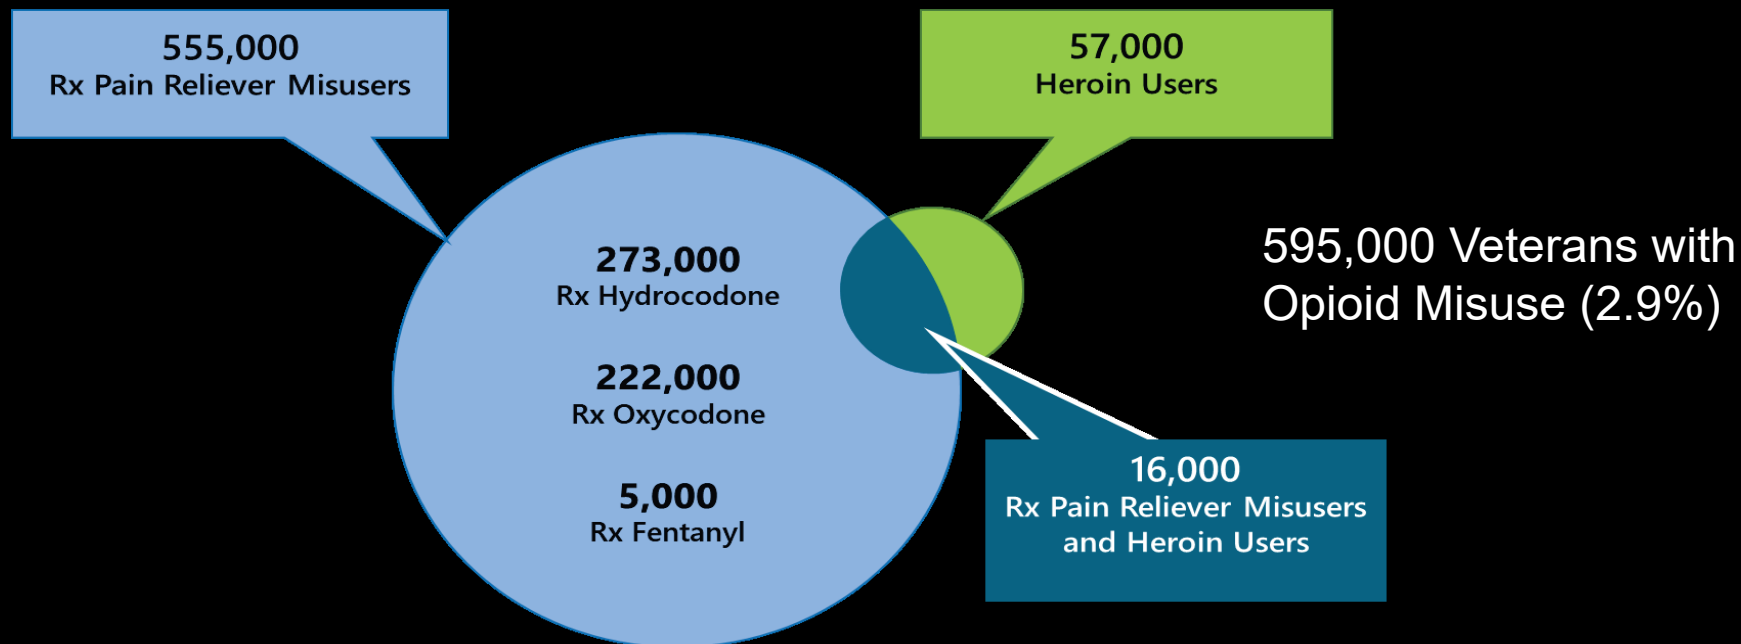 555,000
Rx Pain Reliever Misusers
57,000
Heroin Users
273,000
Rx Hydrocodone
222,000
Rx Oxycodone
5,000
Rx Fentanyl
595,000 Veterans with
Opioid Misuse (2.9%)
16,000
Rx Pain Reliever Misusers
and Heroin Users